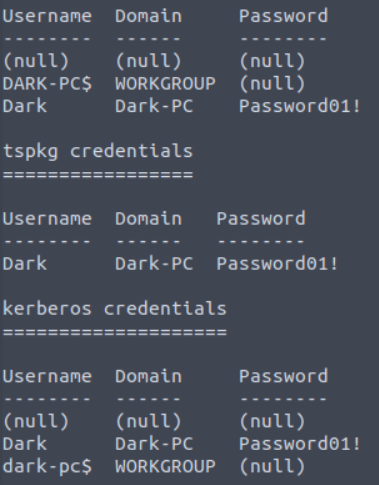 Username  Domain     Password
--------  ------     --------
(null)    (null)     (null)
DARK-PC$  WORKGROUP  (null)
Dark      Dark-PC    Password01!
tspkg credentials
=================
Username  Domain   Password
--------  ------   --------
Dark      Dark-PC  Password01!
kerberos credentials
====================
Username  Domain     Password
--------  ------     --------
(null)    (null)     (null)
Dark      Dark-PC    Password01!
dark-pc$  WORKGROUP  (null)